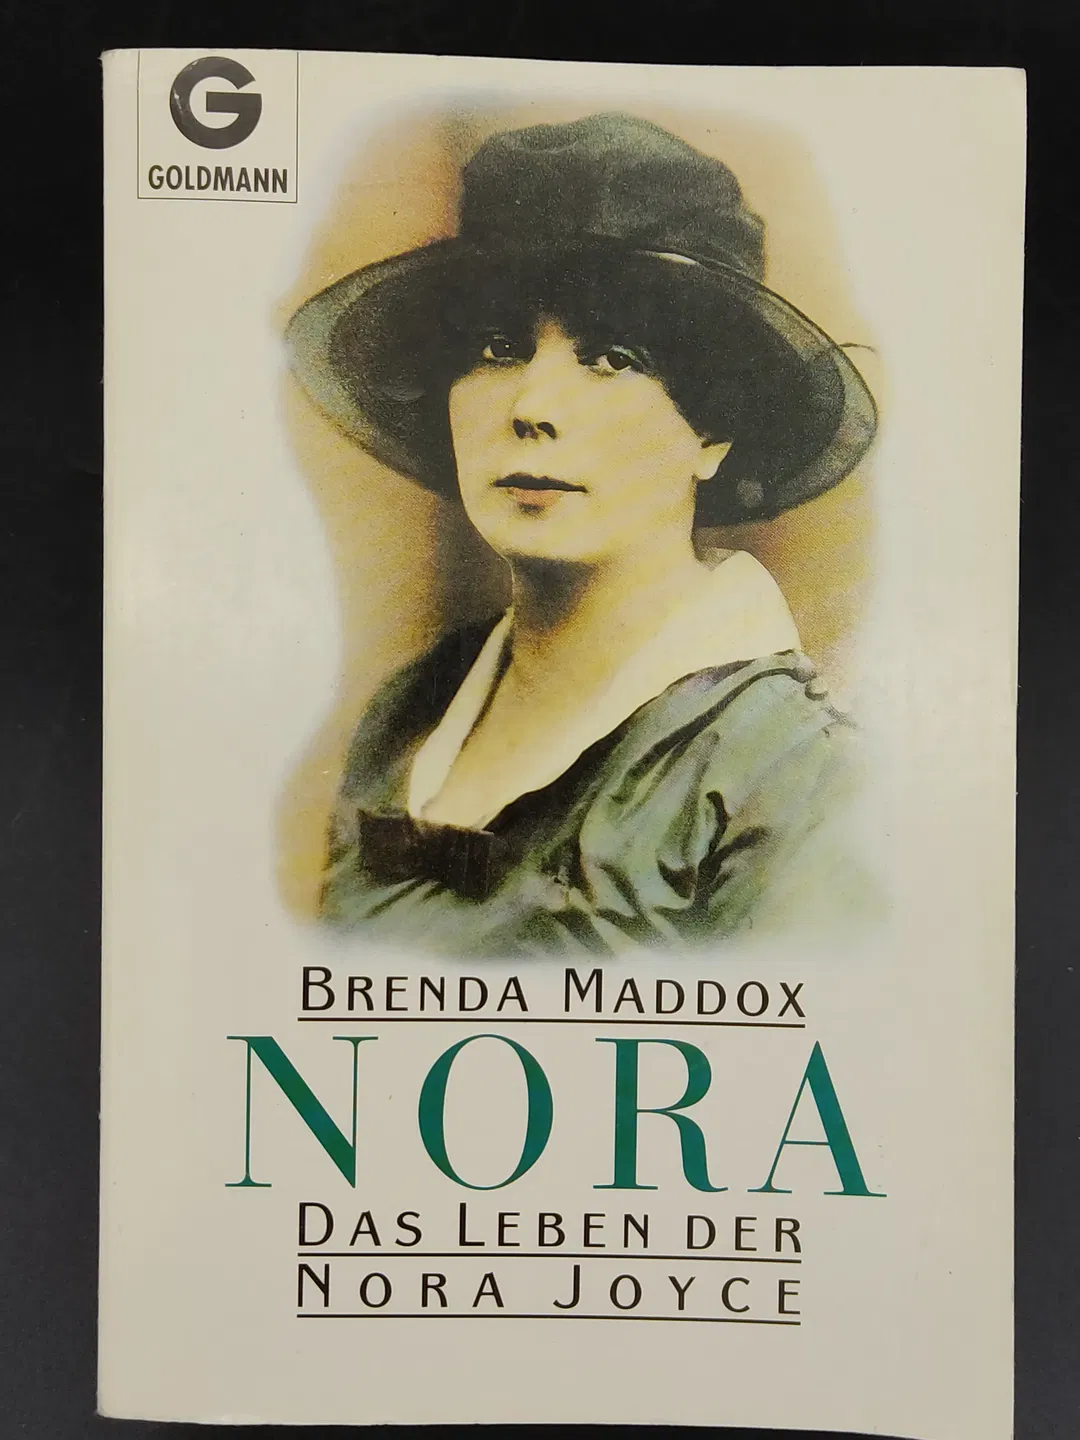 G
GOLDMANN
BRENDA MADDOX
NORA
DAS LEBEN DER
NORA JOYCE